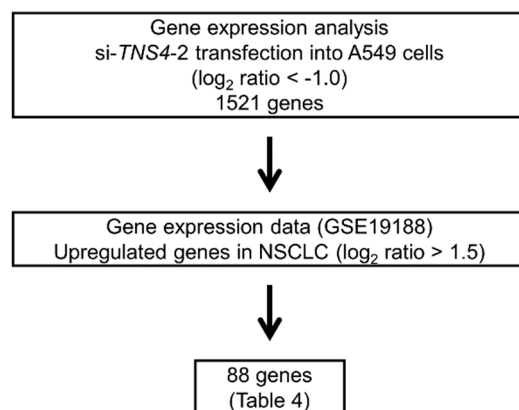 Gene expression analysis
si-TNS4-2 transfection into A549 cells
(log2 ratio < -1.0)
1521 genes
Gene expression data (GSE19188)
Upregulated genes in NSCLC (log2 ratio > 1.5)
88 genes
(Table 4)